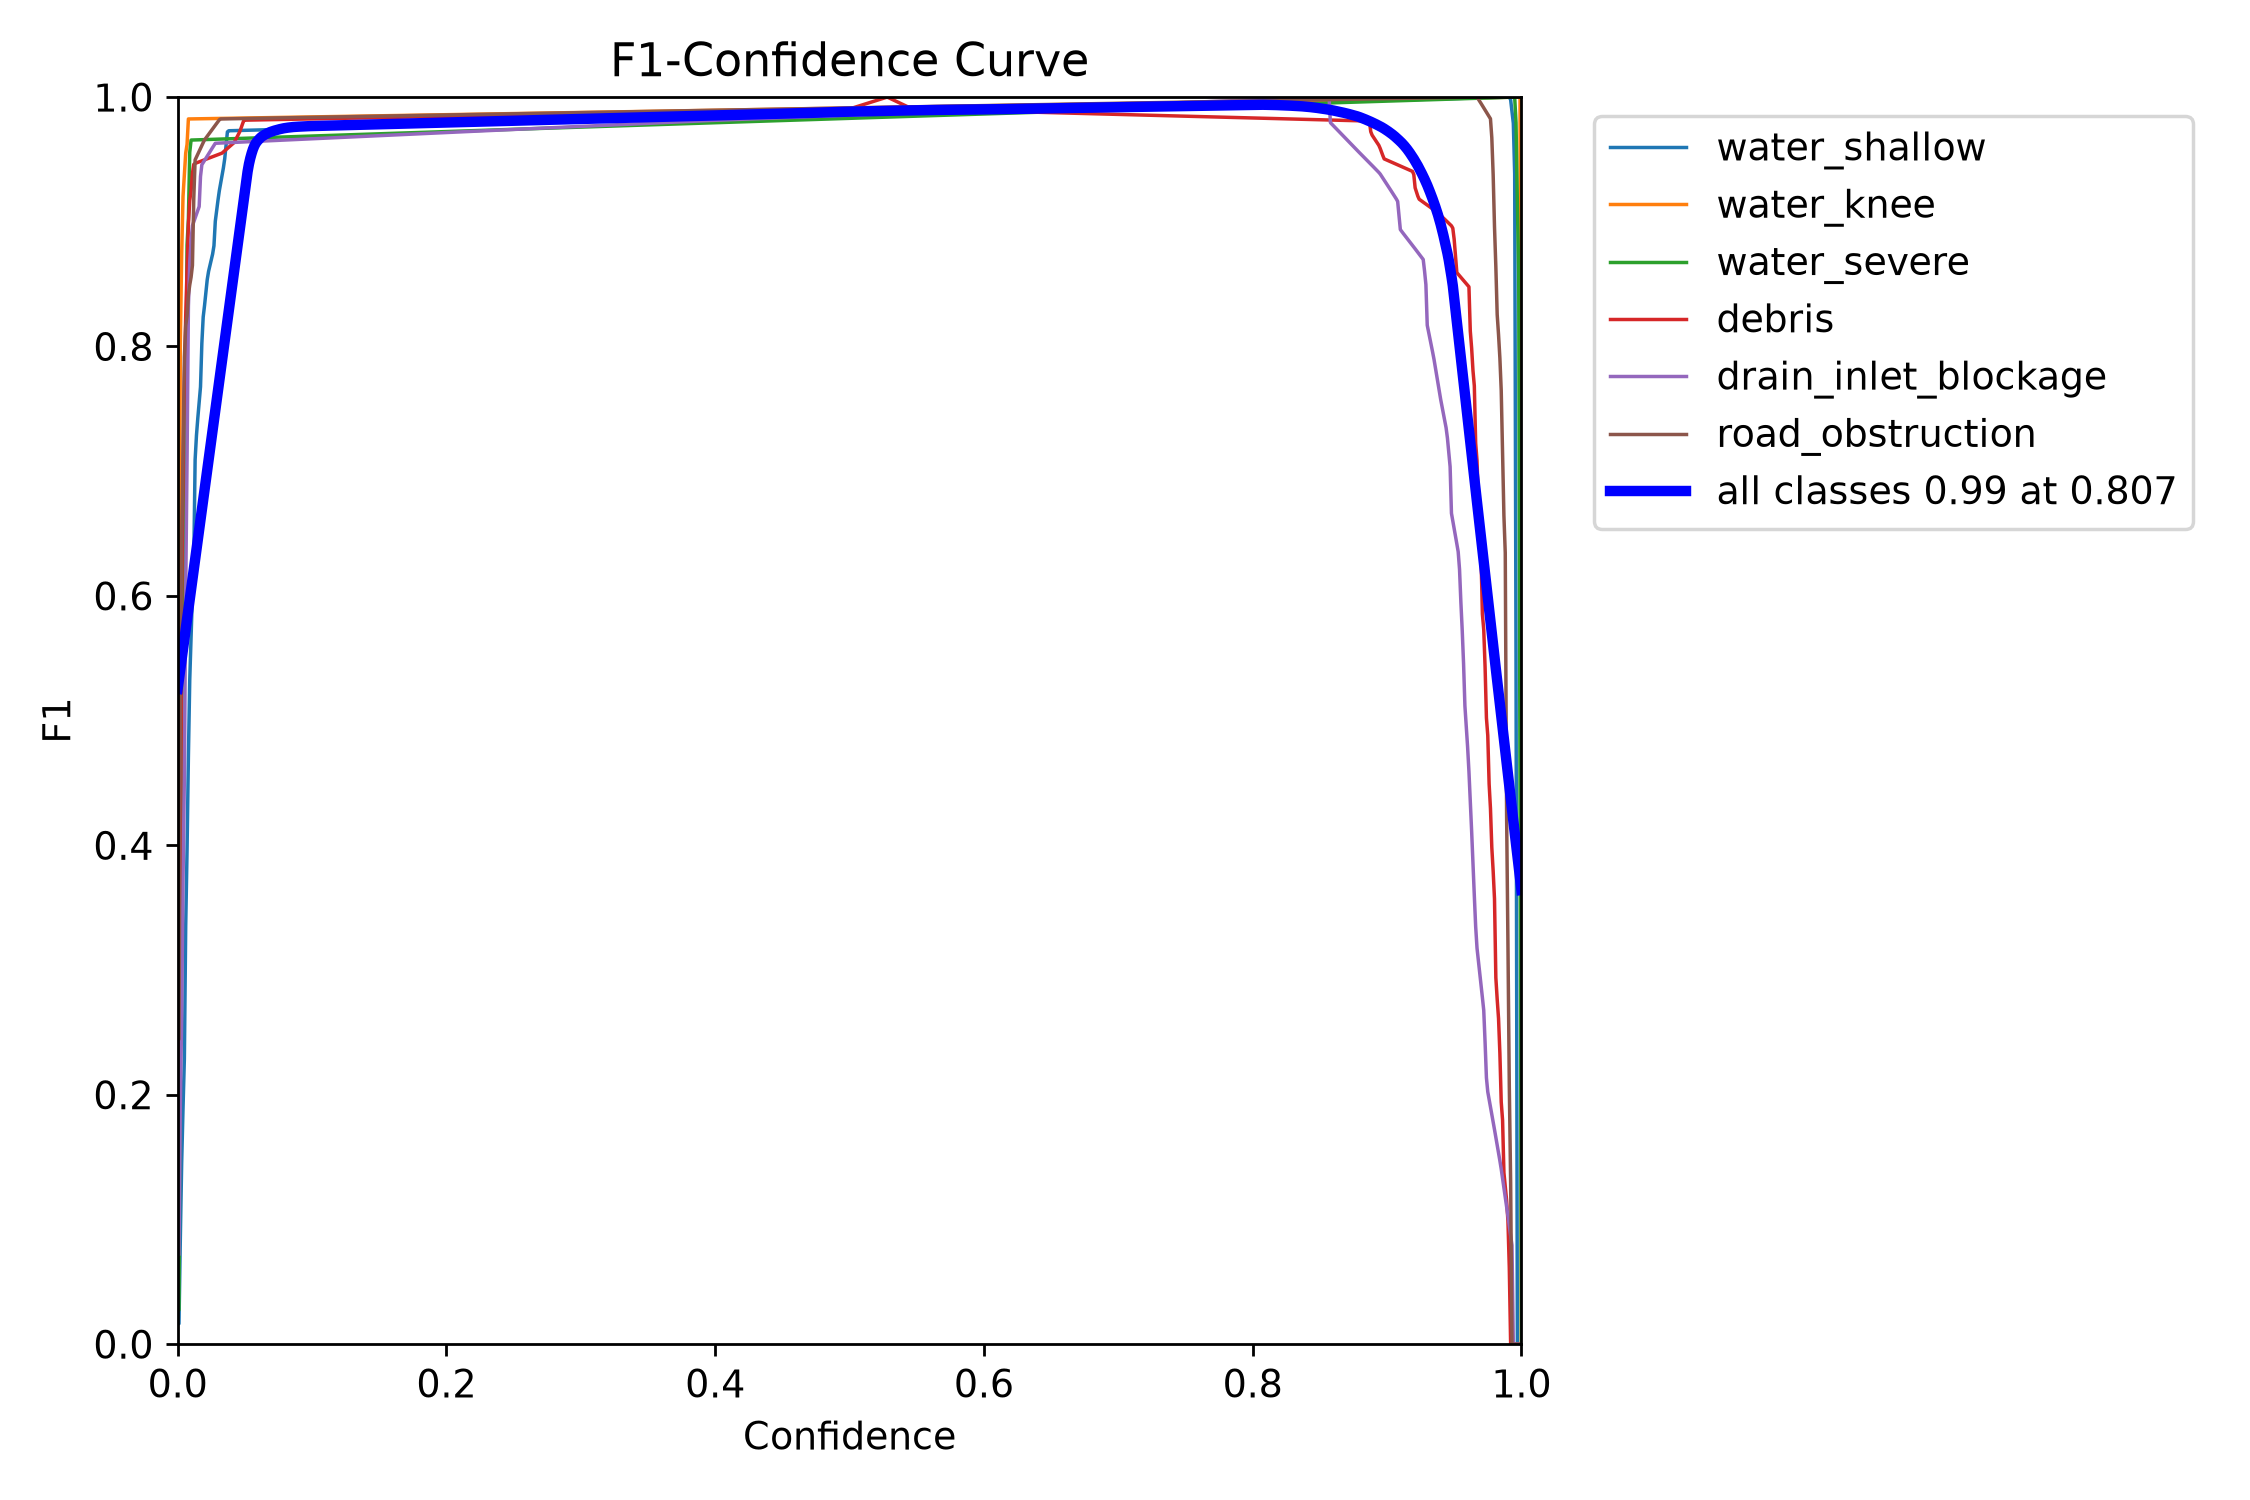 F1-Confidence Curve
1.0
0.8
0.6
0.4
0.2
0.0
F1
0.0 0.2 0.4 0.6 0.8 1.0
Confidence
water_shallow
water_knee
water_severe
debris
drain_inlet_blockage
road_obstruction
all classes 0.99 at 0.807